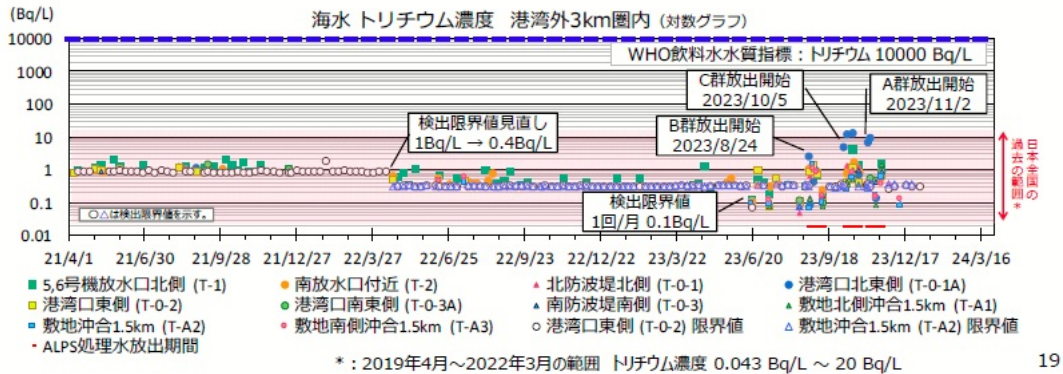 (Bq/L)
海水 トリチウム濃度 港湾外3km圏内 (対数グラフ)
10000
1000
100
10
1
0.1
0.01
WHO飲料水水質指標:トリチウム 10000 Bq/L
C群放出開始
2023/10/5
A群放出開始
2023/11/2
検出限界値見直し
1Bq/L → 0.4Bq/L
B群放出開始
2023/8/24
日本全国の
過去の範囲*
検出限界値
1回/月 0.1Bq/L
○△は検出限界値を示す。
21/4/1 21/6/30 21/9/28 21/12/27 22/3/27 22/6/25 22/9/23 22/12/22 23/3/22 23/6/20 23/9/18 23/12/17 24/3/16
5,6号機放水口北側 (T-1) 南放水口付近 (T-2) 北防波堤北側 (T-0-1) 港湾口北東側 (T-0-1A)
港湾口東側 (T-0-2) 港湾口南東側 (T-0-3A) 南防波堤南側 (T-0-3) 敷地北側沖合1.5km (T-A1)
敷地沖合1.5km (T-A2) 敷地南側沖合1.5km (T-A3) 港湾口東側 (T-0-2) 限界値 敷地沖合1.5km (T-A2) 限界値
ALPS処理水放出期間
*:2019年4月~2022年3月の範囲 トリチウム濃度 0.043 Bq/L ~ 20 Bq/L
19